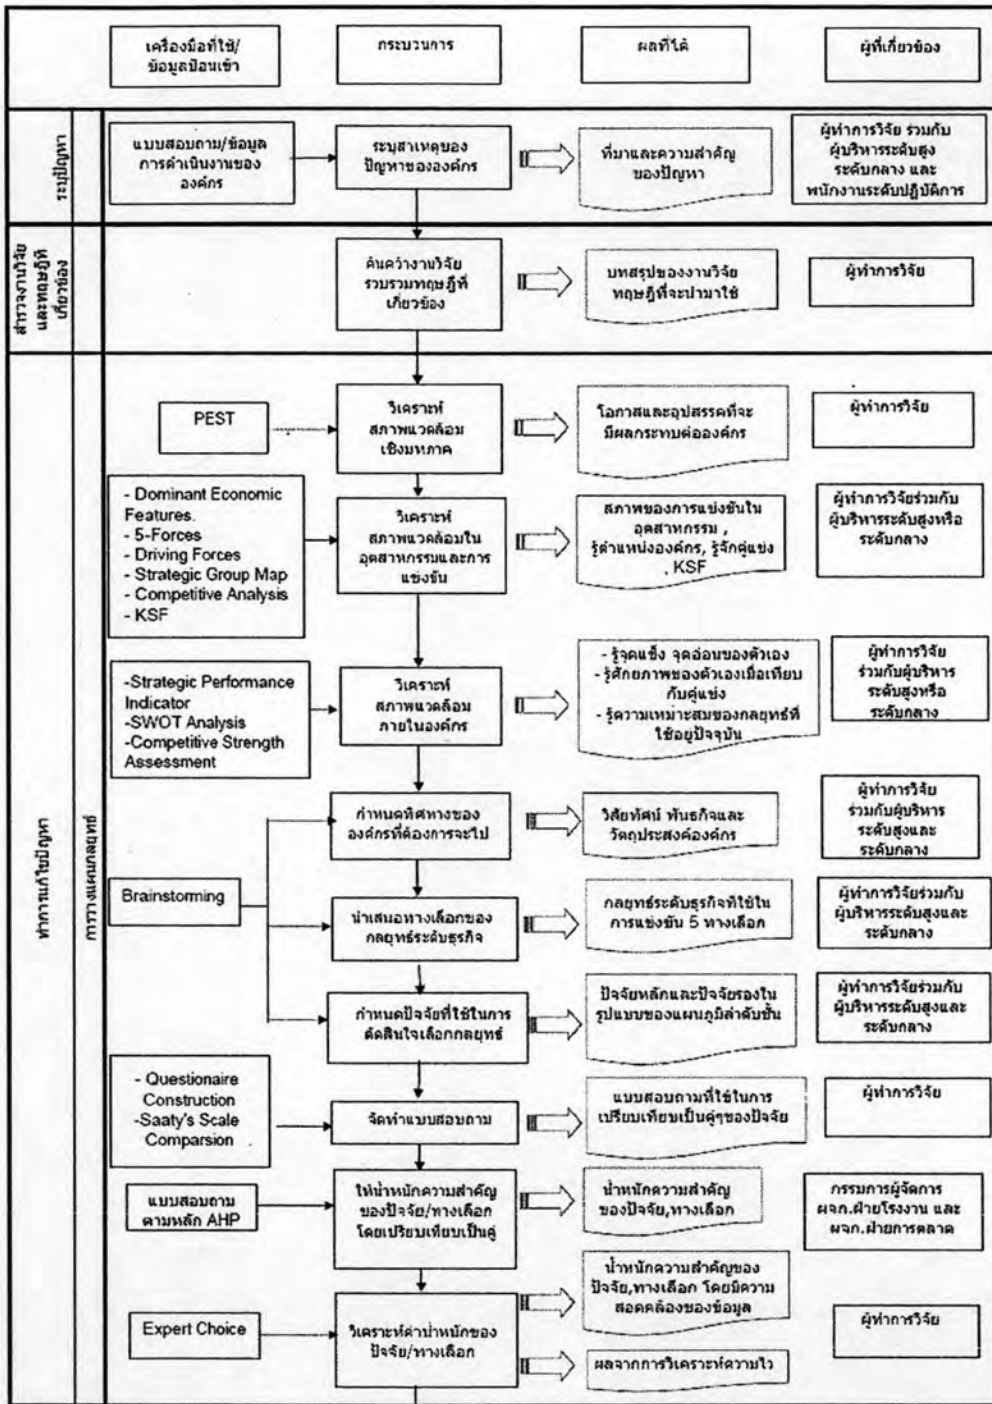 เครื่องมือที่ใช้/
ข้อมูลป้อนเข้า
กระบวนการ
ผลที่ได้
ผู้ที่เกี่ยวข้อง
ระบุปัญหา
แบบสอบถาม/ข้อมูล
การดำเนินงานของ
องค์กร
ระบุสาเหตุของ
ปัญหาขององค์กร
ที่มาและความสำคัญ
ของปัญหา
ผู้ทำการวิจัย ร่วมกับ
ผู้บริหารระดับสูง
ระดับกลาง และ
พนักงานระดับปฏิบัติการ
สำรวจงานวิจัย
และทฤษฎีที่
เกี่ยวข้อง
ค้นคว้างานวิจัย
รวบรวมทฤษฎีที่
เกี่ยวข้อง
บทสรุปของงานวิจัย
ทฤษฎีที่จะนำมาใช้
ผู้ทำการวิจัย
ทำการแก้ไขปัญหา
การวางแผนกลยุทธ์
PEST
วิเคราะห์
สภาพแวดล้อม
เชิงมหภาค
โอกาสและอุปสรรคที่จะ
มีผลกระทบต่อองค์กร
ผู้ทำการวิจัย
- Dominant Economic
Features.
- 5-Forces
- Driving Forces
- Strategic Group Map
- Competitive Analysis
- KSF
วิเคราะห์
สภาพแวดล้อมใน
อุตสาหกรรมและการ
แข่งขัน
สภาพของการแข่งขันใน
อุตสาหกรรม ,
รู้ตำแหน่งองค์กร, รู้จักคู่แข่ง
, KSF
ผู้ทำการวิจัยร่วมกับ
ผู้บริหารระดับสูงหรือ
ระดับกลาง
-Strategic Performance
Indicator
-SWOT Analysis
-Competitive Strength
Assessment
วิเคราะห์
สภาพแวดล้อม
ภายในองค์กร
- รู้จุดแข็ง จุดอ่อนของตัวเอง
- รู้ศักยภาพของตัวเองเมื่อเทียบ
กับคู่แข่ง
- รู้ความเหมาะสมของกลยุทธ์ที่
ใช้อยู่ปัจจุบัน
ผู้ทำการวิจัย
ร่วมกับผู้บริหาร
ระดับสูงหรือ
ระดับกลาง
Brainstorming
กำหนดทิศทางของ
องค์กรที่ต้องการจะไป
วิสัยทัศน์ พันธกิจและ
วัตถุประสงค์องค์กร
ผู้ทำการวิจัย
ร่วมกับผู้บริหาร
ระดับสูงและ
ระดับกลาง
นำเสนอทางเลือกของ
กลยุทธ์ระดับธุรกิจ
กลยุทธ์ระดับธุรกิจที่ใช้ใน
การแข่งขัน 5 ทางเลือก
ผู้ทำการวิจัยร่วมกับ
ผู้บริหารระดับสูงและ
ระดับกลาง
กำหนดปัจจัยที่ใช้ในการ
ตัดสินใจเลือกกลยุทธ์
ปัจจัยหลักและปัจจัยรองใน
รูปแบบของแผนภูมิลำดับชั้น
ผู้ทำการวิจัยร่วมกับ
ผู้บริหารระดับสูงและ
ระดับกลาง
- Questionaire
Construction
-Saaty's Scale
Comparsion
จัดทำแบบสอบถาม
แบบสอบถามที่ใช้ในการ
เปรียบเทียบเป็นคู่ๆของปัจจัย
ผู้ทำการวิจัย
แบบสอบถาม
ตามหลัก AHP
ให้น้ำหนักความสำคัญ
ของปัจจัย/ทางเลือก
โดยเปรียบเทียบเป็นคู่
น้ำหนักความสำคัญ
ของปัจจัย,ทางเลือก
กรรมการผู้จัดการ
ผจก.ฝ่ายโรงงาน และ
ผจก.ฝ่ายการตลาด
Expert Choice
วิเคราะห์ค่าน้ำหนักของ
ปัจจัย/ทางเลือก
น้ำหนักความสำคัญของ
ปัจจัย,ทางเลือก โดยมีความ
สอดคล้องของข้อมูล
ผลจากการวิเคราะห์ความไว
ผู้ทำการวิจัย